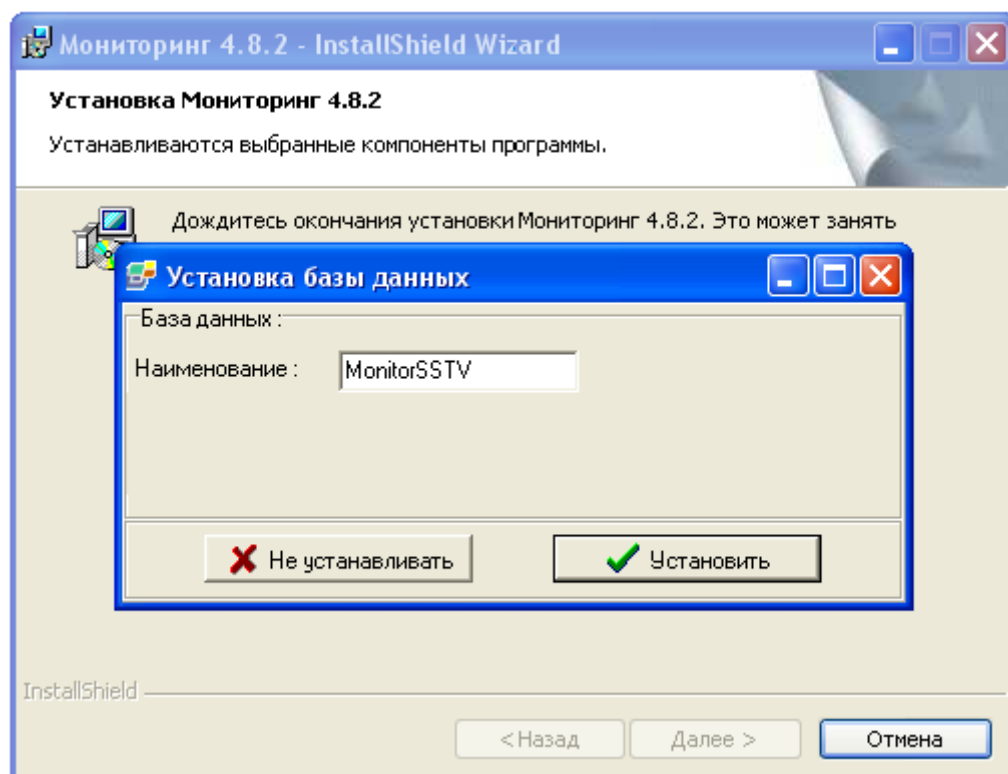 Мониторинг 4.8.2 - InstallShield Wizard
Установка Мониторинг 4.8.2
Устанавливаются выбранные компоненты программы.
Дождитесь окончания установки Мониторинг 4.8.2. Это может занять
Установка базы данных
База данных :
Наименование :
MonitorSSTV
Не устанавливать
Установить
InstallShield
< Назад
Далее >
Отмена